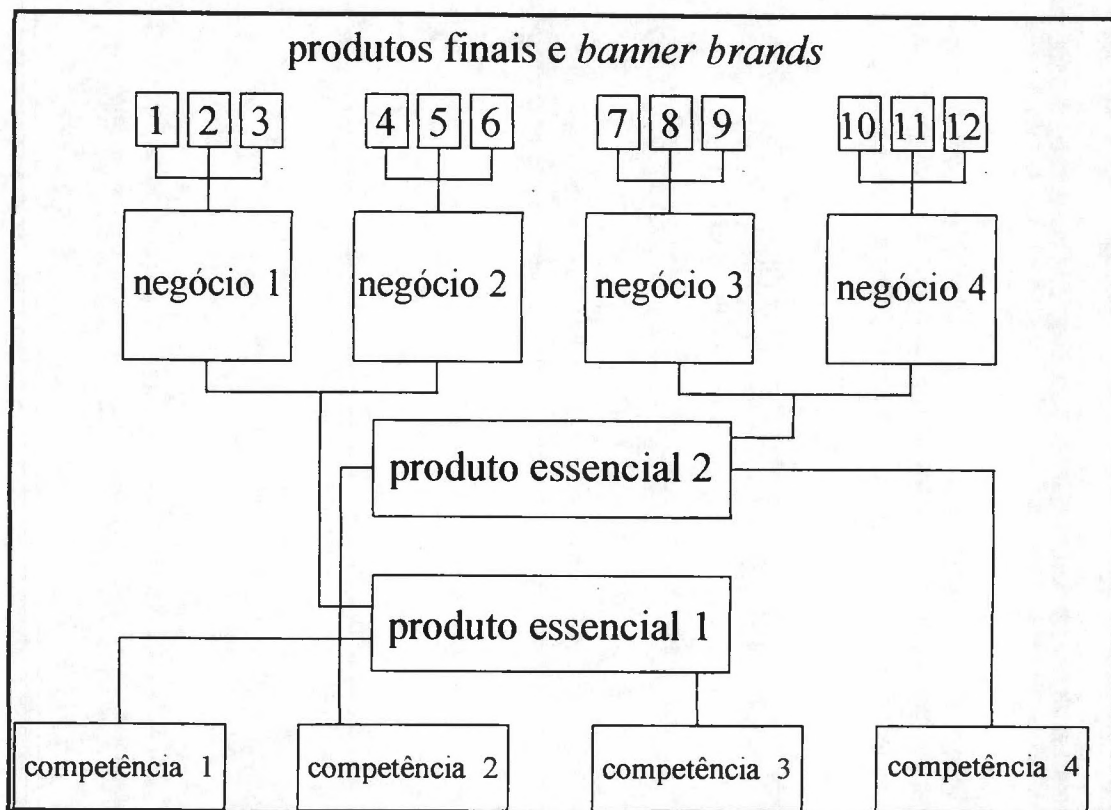 produtos finais e banner brands
1 2 3 4 5 6 7 8 9 10 11 12
negócio 1 negócio 2 negócio 3 negócio 4
produto essencial 2
produto essencial 1
competência 1 competência 2 competência 3 competência 4